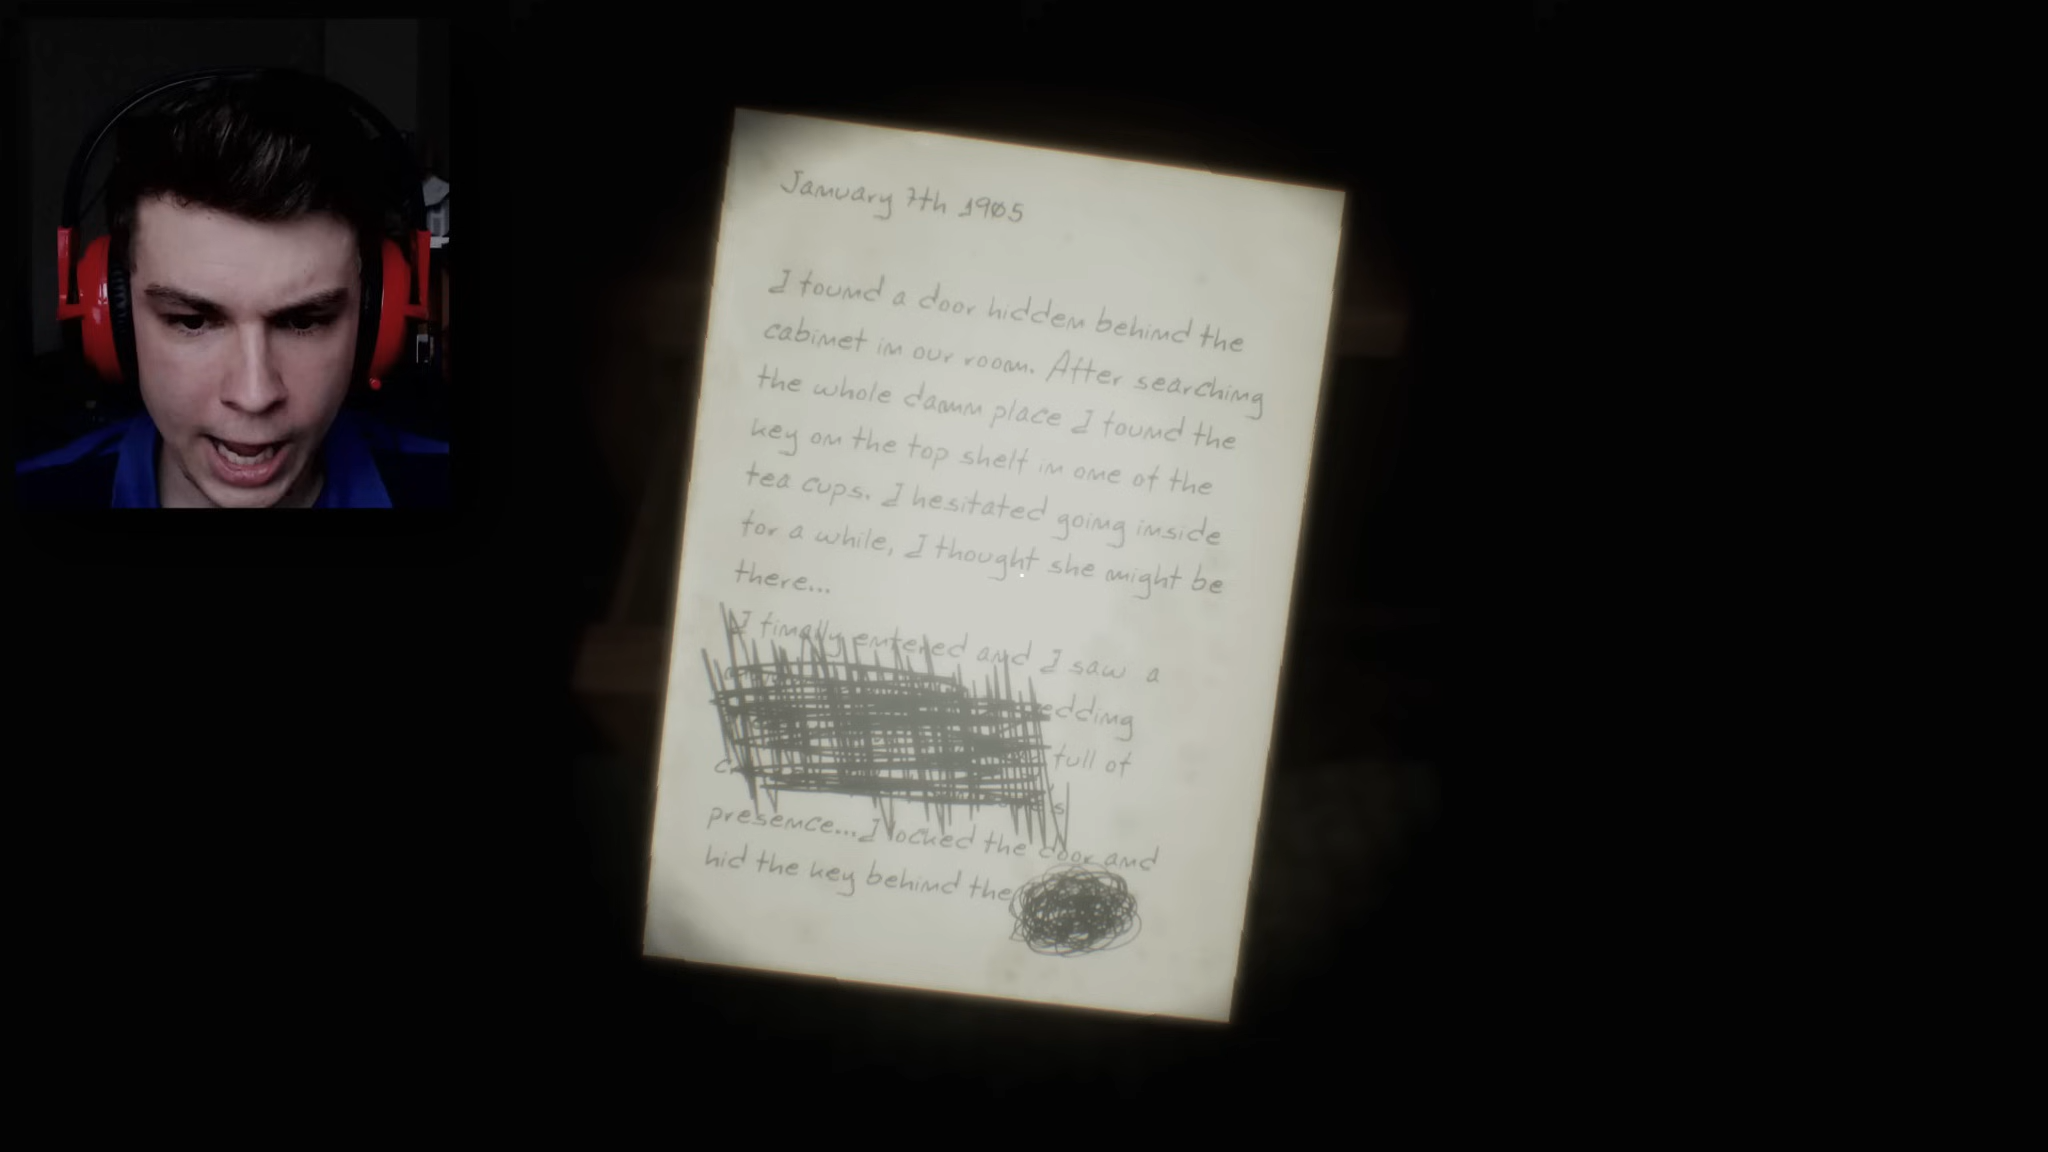 January 7th 1905
I found a door hidden behind the
cabinet in our room. After searching
the whole damn place I found the
key on the top shelf in one of the
tea cups. I hesitated going inside
for a while, I thought she might be
there...
I finally entered and I saw a
edding
full of
's
presence... I locked the door and
hid the key behind the